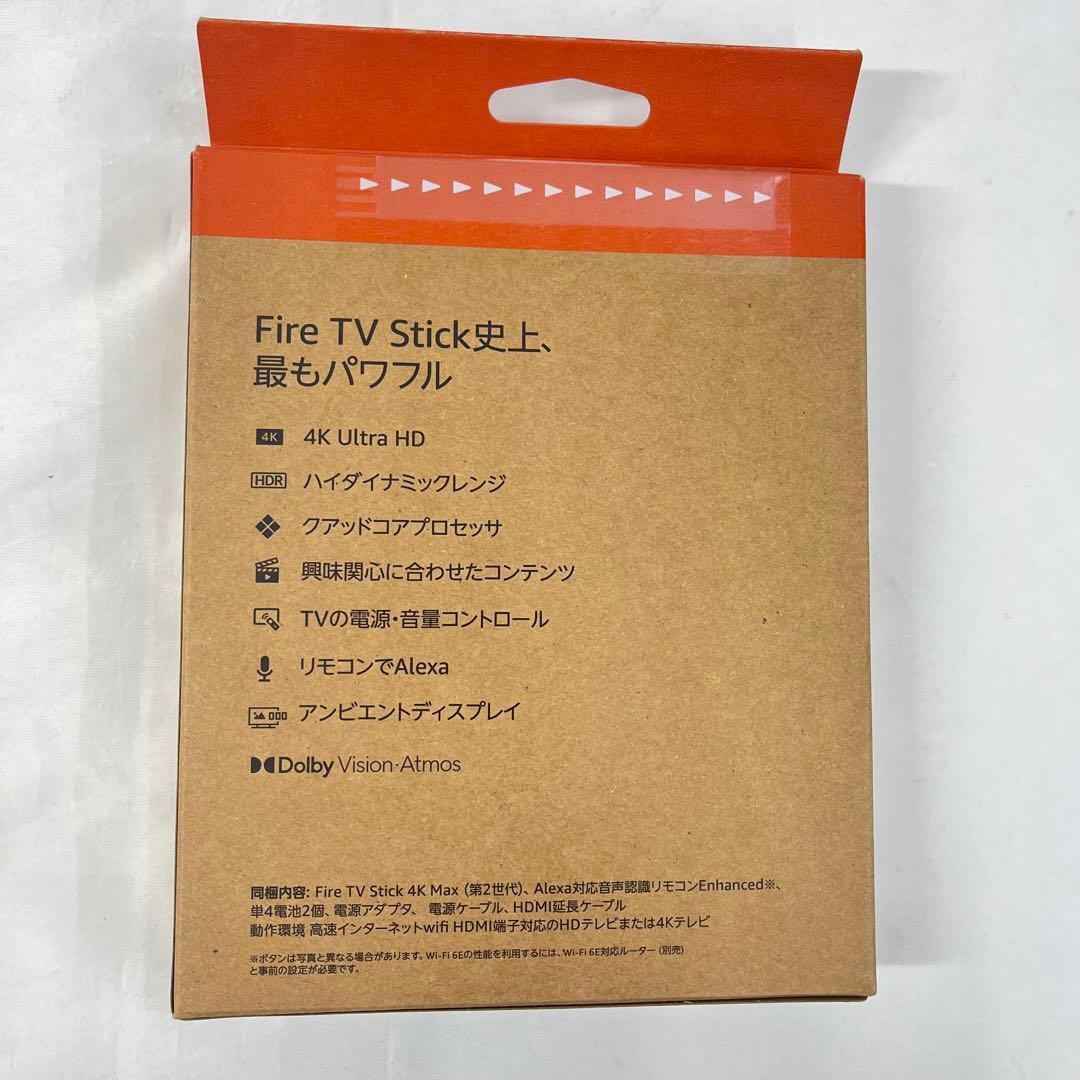 Fire TV Stick史上、
最もパワフル
4K 4K Ultra HD
HDR ハイダイナミックレンジ
クアッドコアプロセッサ
興味関心に合わせたコンテンツ
TVの電源・音量コントロール
リモコンでAlexa
アンビエントディスプレイ
Dolby Vision·Atmos
同梱内容: Fire TV Stick 4K Max (第2世代)、Alexa対応音声認識リモコンEnhanced※、
単4電池2個、電源アダプタ、 電源ケーブル、HDMI延長ケーブル
動作環境 高速インターネットwifi HDMI端子対応のHDテレビまたは4Kテレビ
※ボタンは写真と異なる場合があります。Wi-Fi 6Eの性能を利用するには、Wi-Fi 6E対応ルーター (別売)
と事前の設定が必要です。